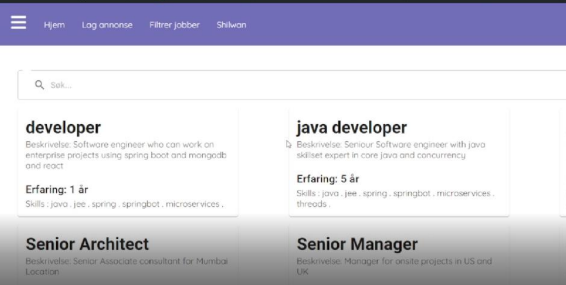 Hjem Lag annonse Filtrer jobber Shilwan
Søk...
developer
Beskrivelse: Software engineer who can work on
enterprise projects using spring boot and mongodb
and react
Erfaring: 1 år
Skills : java . jee . spring . springbot . microservices .
java developer
Beskrivelse: Seniour Software engineer with java
skillset expert in core java and concurrency
Erfaring: 5 år
Skills : java . jee . spring . springbot . microservices .
threads .
Senior Architect
Beskrivelse: Senior Associate consultant for Mumbai
Location
Senior Manager
Beskrivelse: Manager for onsite projects in US and
UK